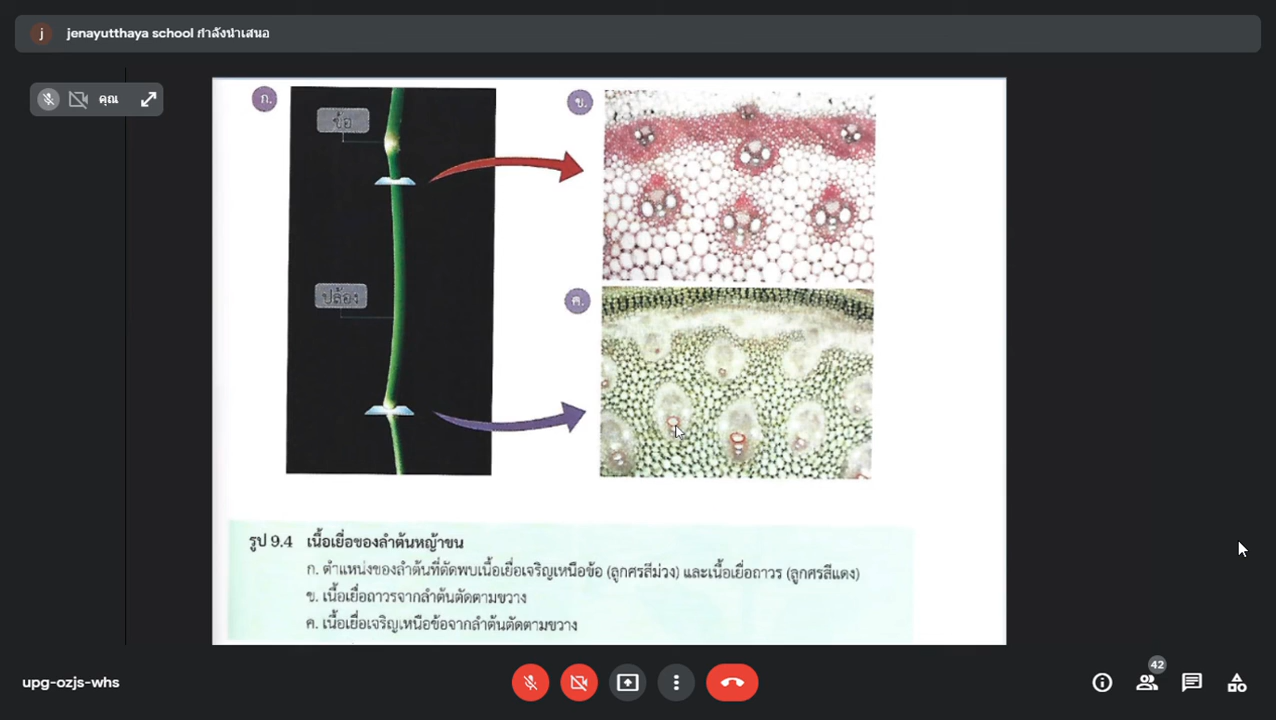 j jenayutthaya school กำลังนำเสนอ
คุณ
ก.
ข้อ
ปล้อง
ข.
ค.
รูป 9.4 เนื้อเยื่อของลำต้นหญ้าขน
ก. ตำแหน่งของลำต้นที่ตัดพบเนื้อเยื่อเจริญเหนือข้อ (ลูกศรสีม่วง) และเนื้อเยื่อถาวร (ลูกศรสีแดง)
ข. เนื้อเยื่อถาวรจากลำต้นตัดตามขวาง
ค. เนื้อเยื่อเจริญเหนือข้อจากลำต้นตัดตามขวาง
upg-ozjs-whs
42